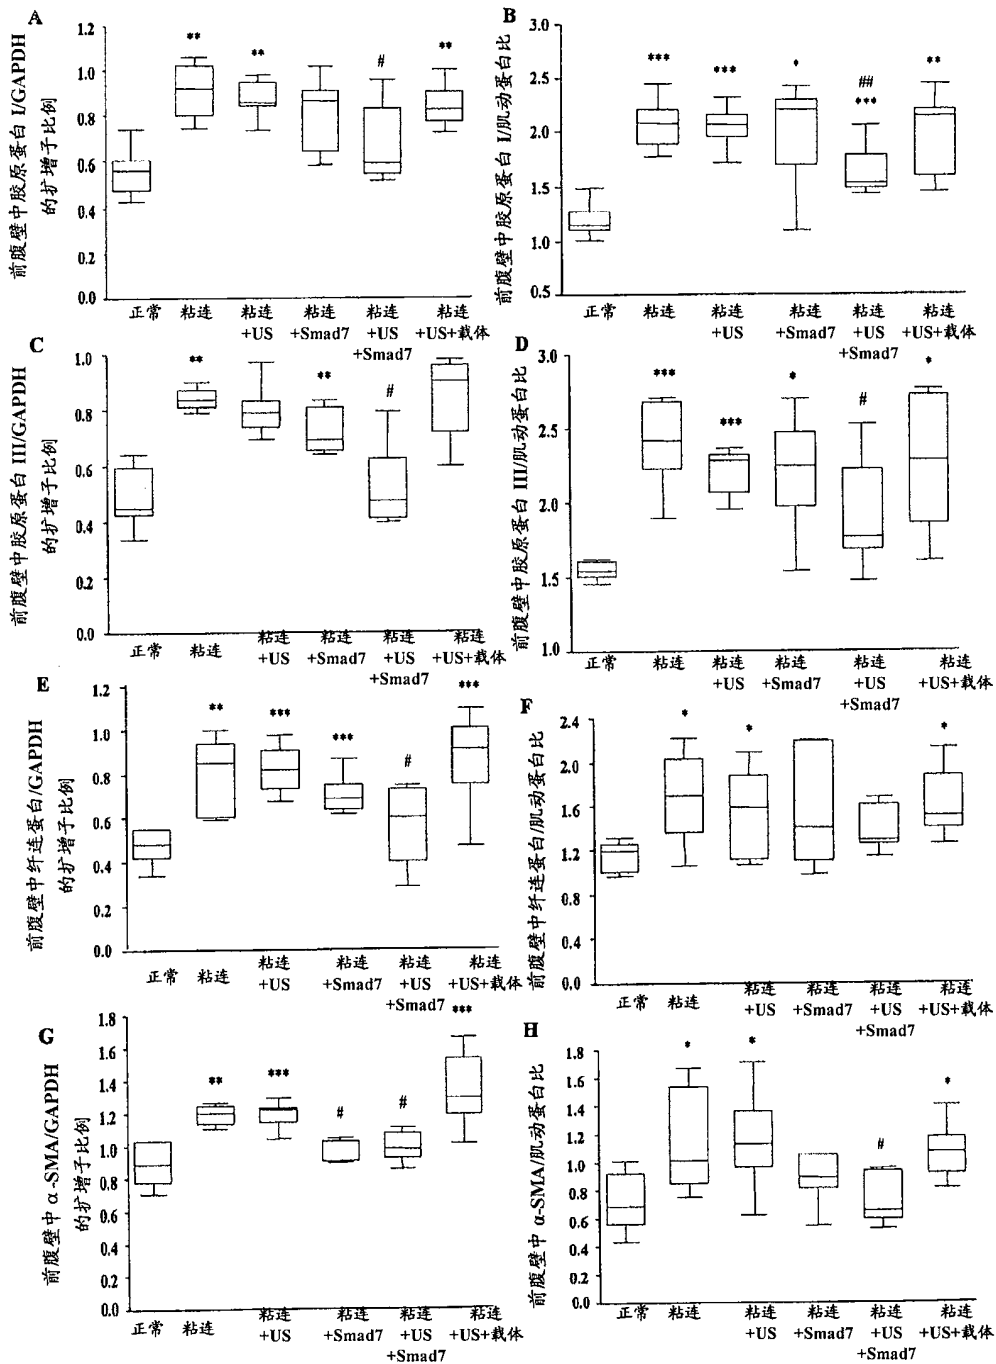 A
前腹壁中胶原蛋白 I/GAPDH
的扩增子比例
1.2
1.0
0.8
0.6
0.4
0.2
0.0
** ** # **
正常 粘连 粘连 粘连 粘连 粘连
+US +Smad7 +US +US+载体
+Smad7
B
前腹壁中胶原蛋白 I/肌动蛋白比
3.0
2.5
2.0
1.5
1.0
0.5
*** *** * ## **
***
正常 粘连 粘连 粘连 粘连 粘连
+US +Smad7 +US +US+载体
+Smad7
C
前腹壁中胶原蛋白 III/GAPDH
的扩增子比例
1.0
0.8
0.6
0.4
0.2
0.0
** ** #
正常 粘连 粘连 粘连 粘连 粘连
+US +Smad7 +US +US+载体
+Smad7
D
前腹壁中胶原蛋白 III/肌动蛋白比
3.0
2.5
2.0
1.5
1.0
*** *** * # *
正常 粘连 粘连 粘连 粘连 粘连
+US +Smad7 +US +US+载体
+Smad7
E
前腹壁中纤连蛋白/GAPDH
的扩增子比例
1.2
1.0
0.8
0.6
0.4
0.2
0.0
** *** *** # ***
正常 粘连 粘连 粘连 粘连 粘连
+US +Smad7 +US +US+载体
+Smad7
F
前腹壁中纤连蛋白/肌动蛋白比
2.4
2.0
1.6
1.2
0.8
0.4
0.0
* * *
正常 粘连 粘连 粘连 粘连 粘连
+US +Smad7 +US +US+载体
+Smad7
G
前腹壁中 α-SMA/GAPDH
的扩增子比例
1.8
1.6
1.4
1.2
1.0
0.8
0.6
0.4
0.2
0.0
** *** # # ***
正常 粘连 粘连 粘连 粘连 粘连
+US +Smad7 +US +US+载体
+Smad7
H
前腹壁中 α-SMA/肌动蛋白比
1.8
1.6
1.4
1.2
1.0
0.8
0.6
0.4
0.2
0.0
* * # *
正常 粘连 粘连 粘连 粘连 粘连
+US +Smad7 +US +US+载体
+Smad7